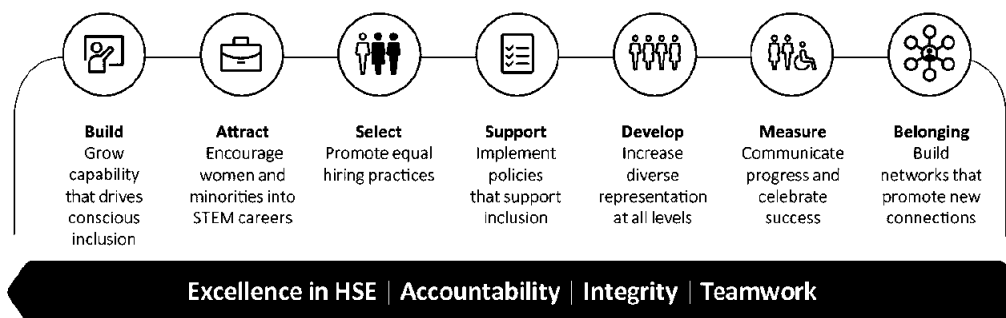 Build
Grow
capability
that drives
conscious
inclusion
Attract
Encourage
women and
minorities into
STEM careers
Select
Promote equal
hiring practices
Support
Implement
policies
that support
inclusion
Develop
Increase
diverse
representation
at all levels
Measure
Communicate
progress and
celebrate
success
Belonging
Build
networks that
promote new
connections
Excellence in HSE | Accountability | Integrity | Teamwork